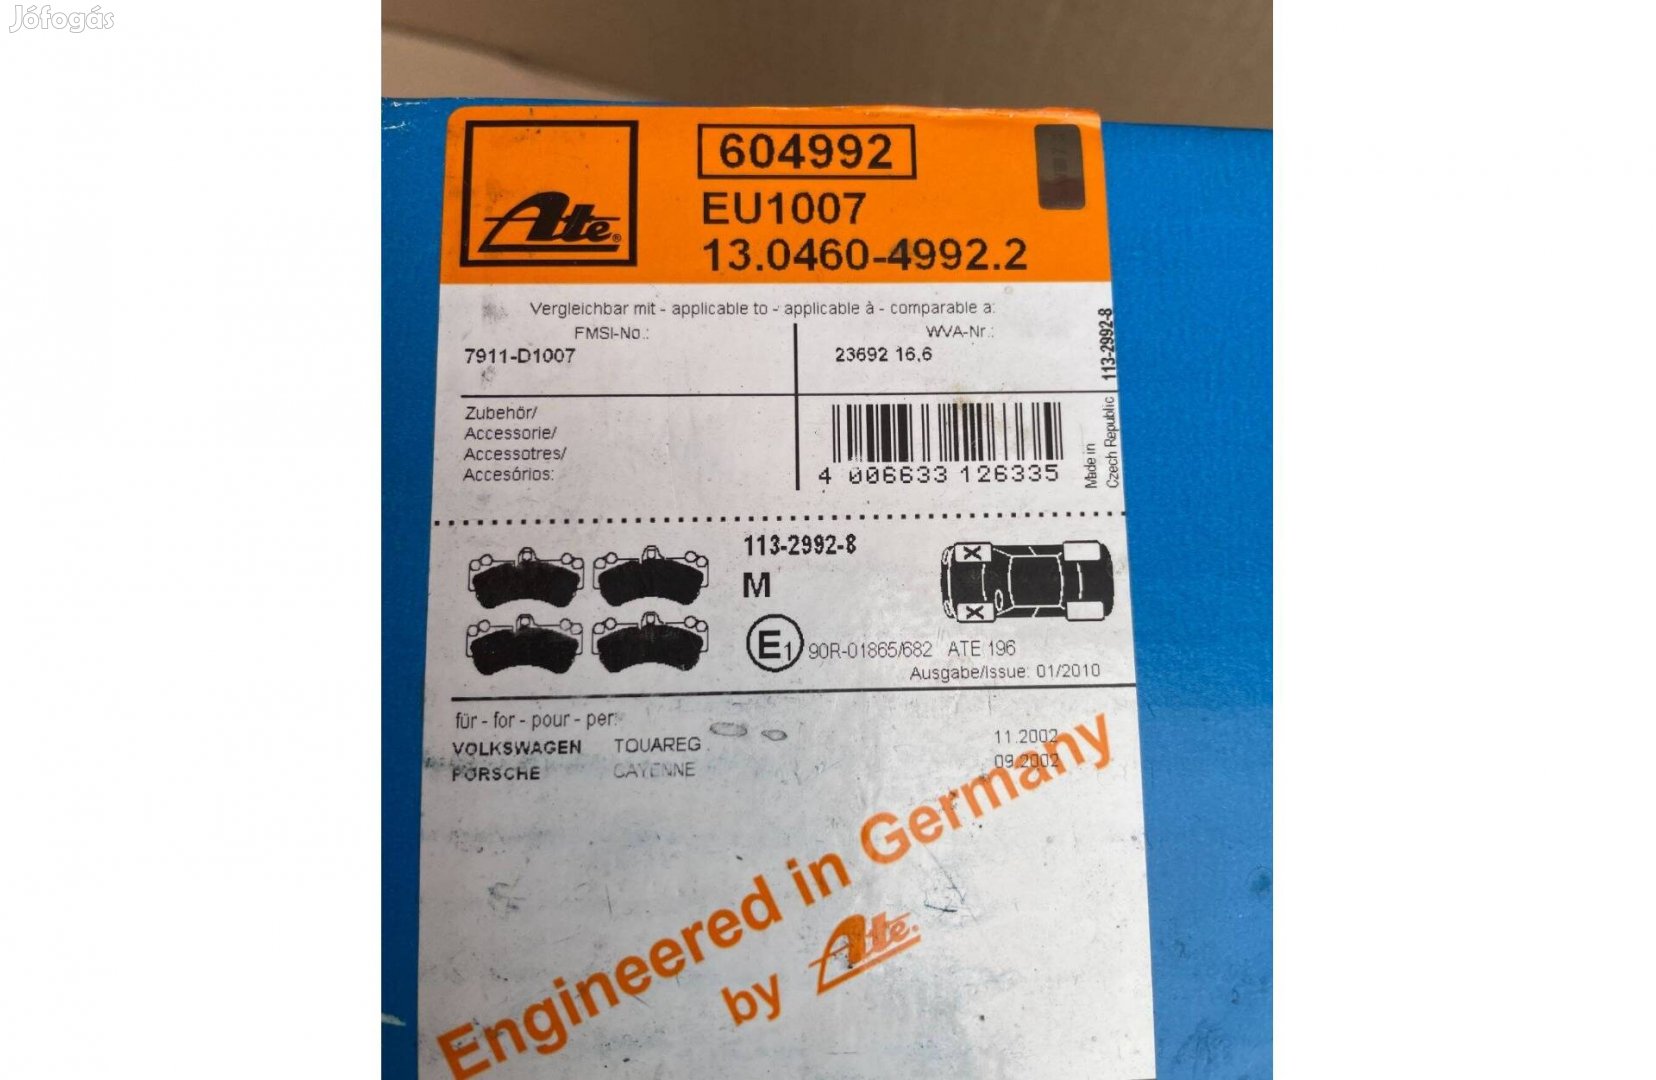 Jófogás
Ate®
604992
EU1007
13.0460-4992.2
Vergleichbar mit - applicable to - applicable à - comparable a:
FMSI-No.:
7911-D1007
WVA-Nr.:
23692 16,6
113-2992-8
Zubehör/
Accessorie/
Accessotres/
Accesórios:
4 006633 126335
Made in
Czech Republic
113-2992-8
M
E1 90R-01865/682 ATE 196
Ausgabe/Issue: 01/2010
für - for - pour - per:
VOLKSWAGEN TOUAREG 11.2002
PORSCHE CAYENNE 09.2002
Engineered in Germany
by Ate.